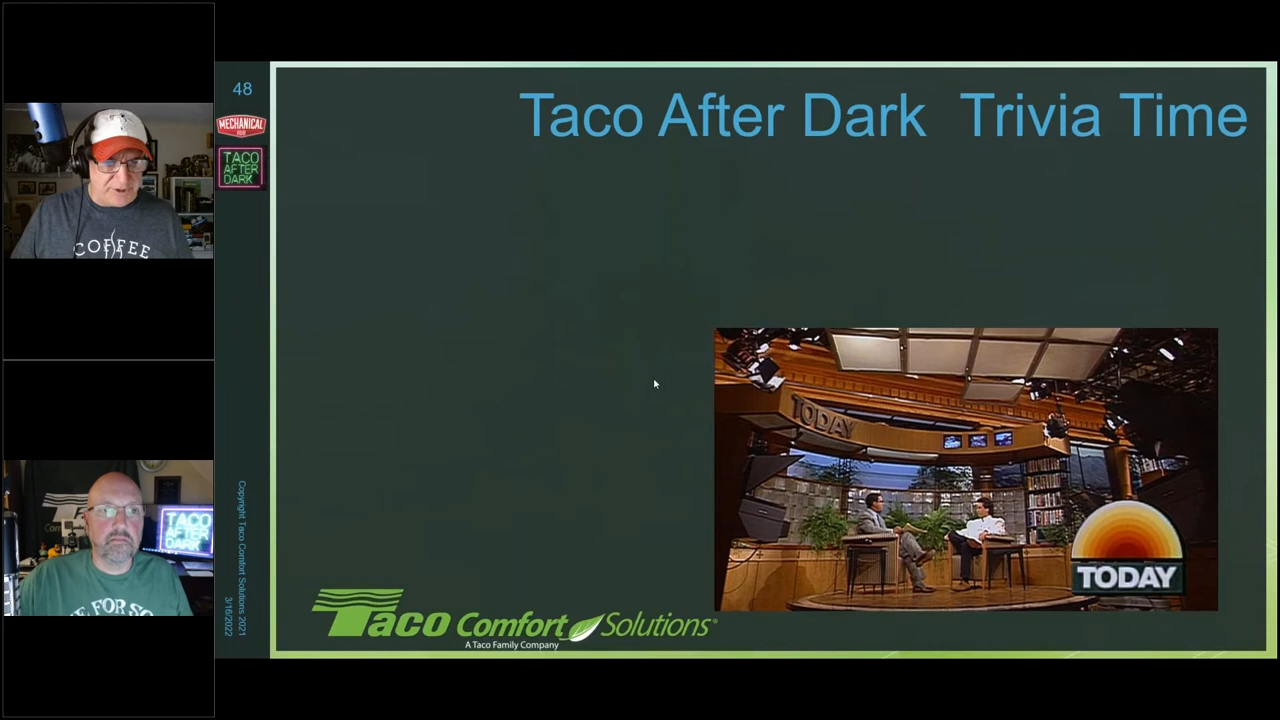 48
Taco After Dark  Trivia Time
MECHANICAL
HUB
TACO
AFTER
DARK
COFFEE
TODAY
TODAY
TACO
AFTER
DARK
Copyright Taco Comfort Solutions 2021
3/16/2022
Taco Comfort Solutions®
A Taco Family Company